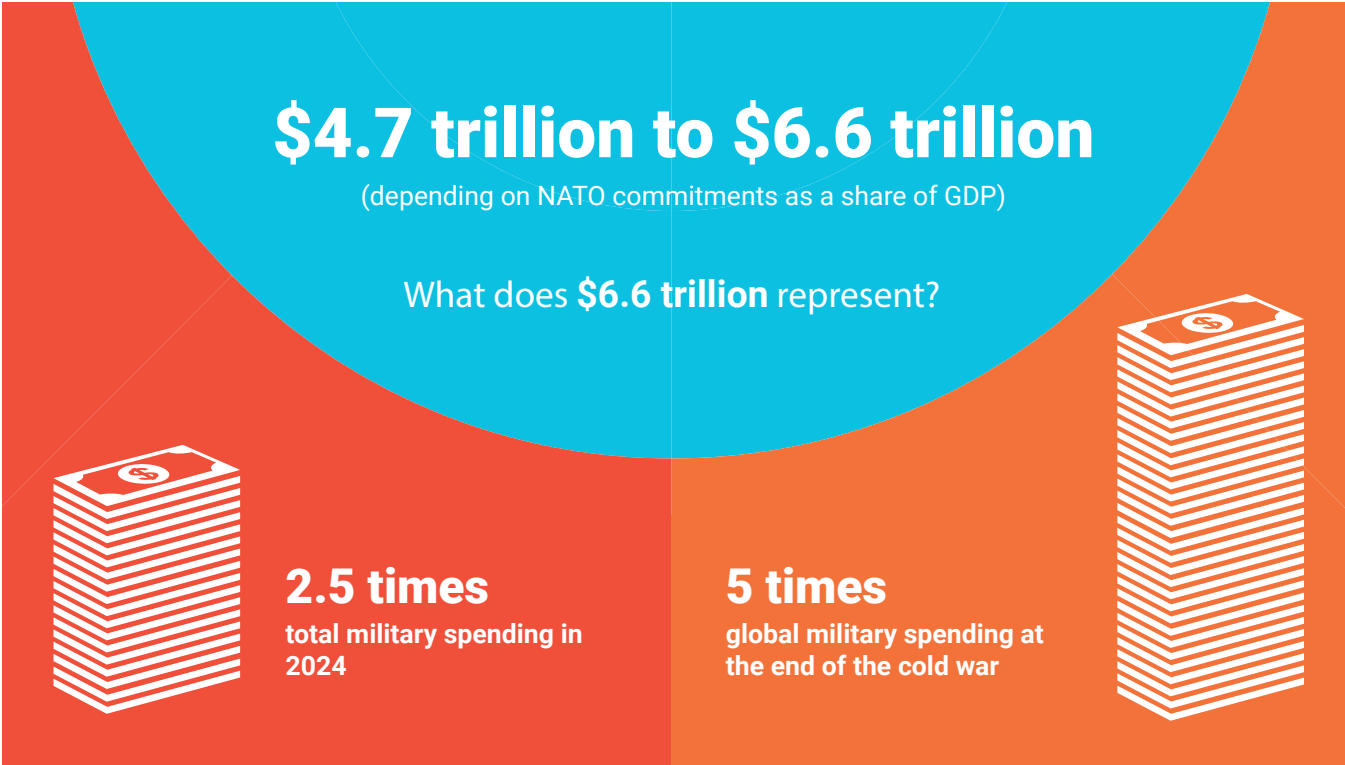 $4.7 trillion to $6.6 trillion
(depending on NATO commitments as a share of GDP)
What does $6.6 trillion represent?
2.5 times
total military spending in
2024
5 times
global military spending at
the end of the cold war
$
$